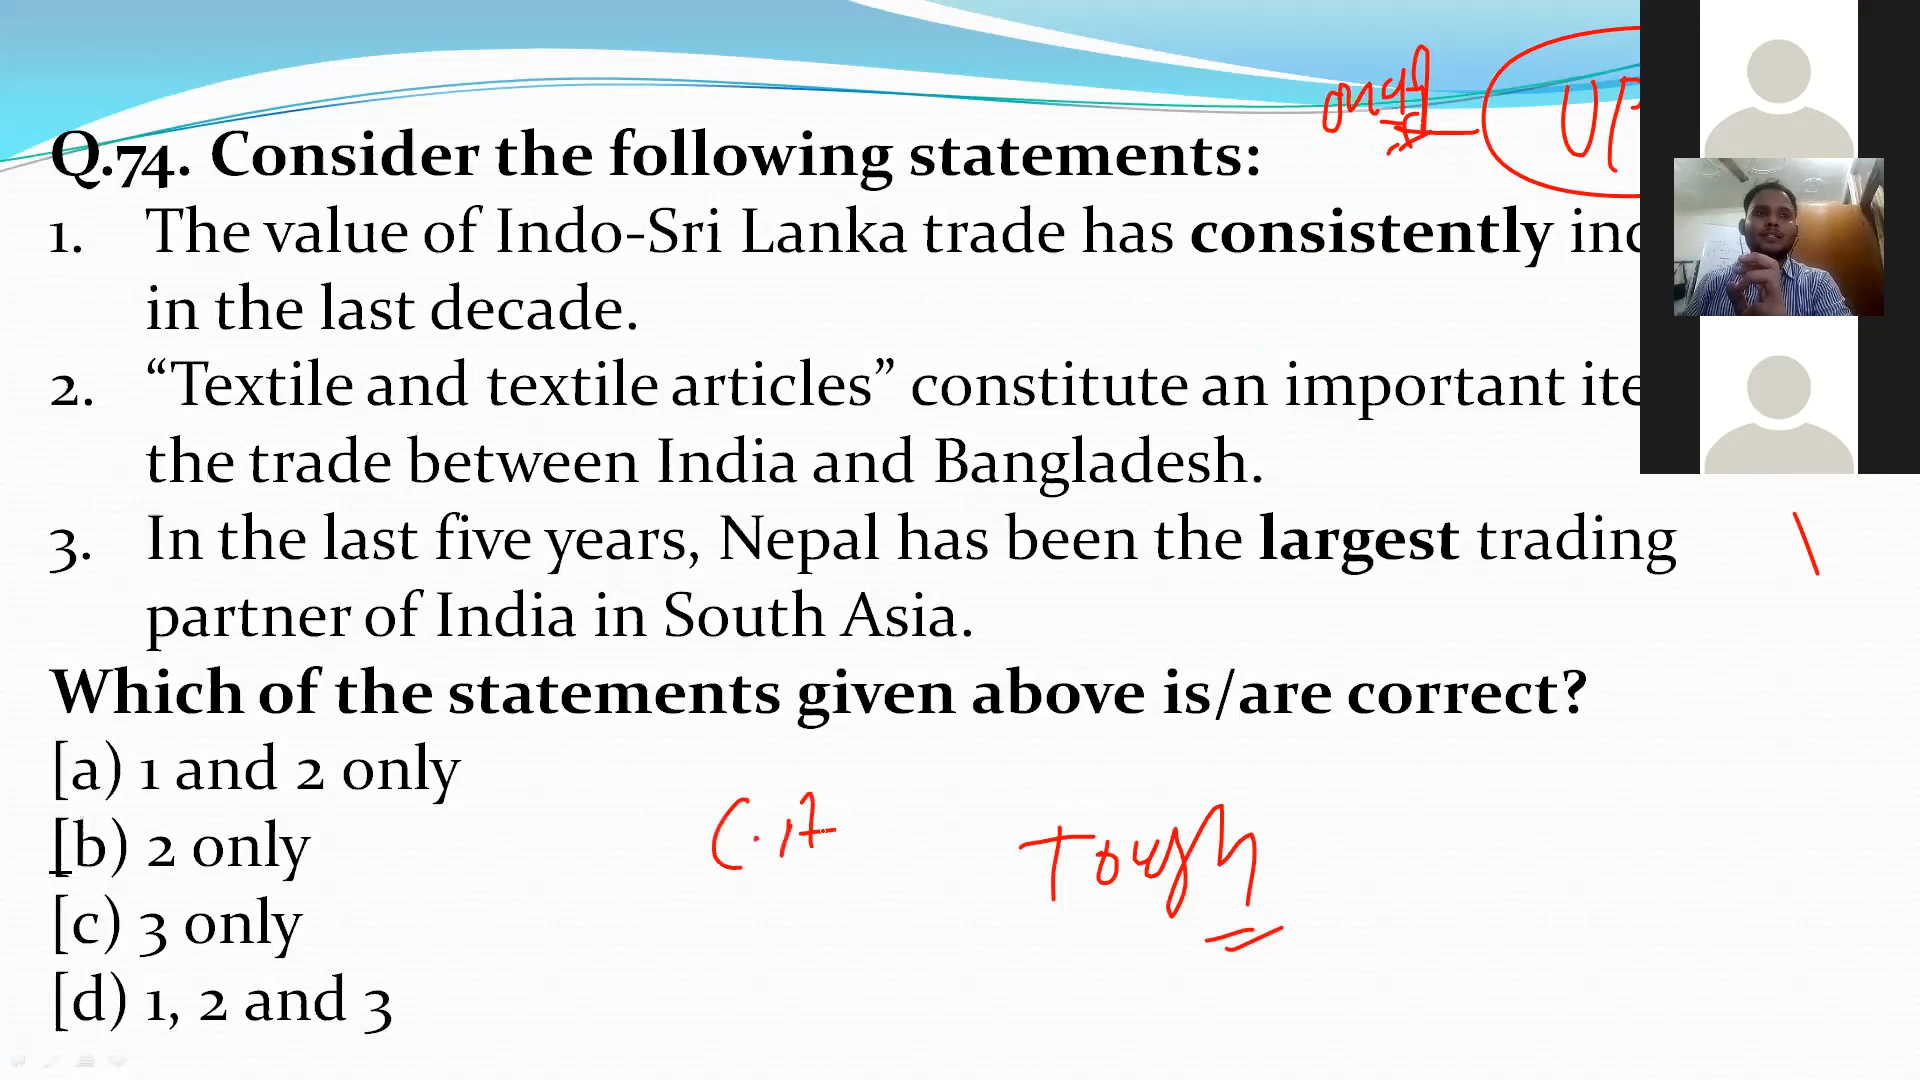 Q.74. Consider the following statements:
1. The value of Indo-Sri Lanka trade has consistently inc
in the last decade.
2. “Textile and textile articles” constitute an important ite
the trade between India and Bangladesh.
3. In the last five years, Nepal has been the largest trading
partner of India in South Asia.
Which of the statements given above is/are correct?
[a) 1 and 2 only
[b) 2 only
[c) 3 only
[d) 1, 2 and 3
Tough